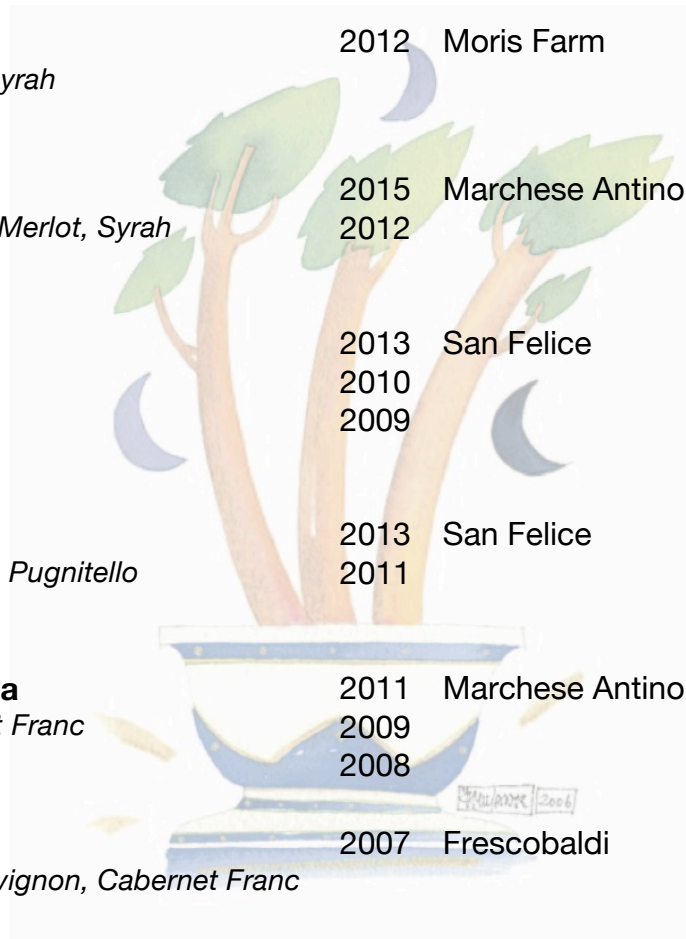 2012 Moris Farm
yrah
2015 Marchese Antino
Merlot, Syrah 2012
2013 San Felice
2010
2009
2013 San Felice
Pugnitello 2011
a 2011 Marchese Antino
t Franc 2009
2008
2006
2007 Frescobaldi
vignon, Cabernet Franc